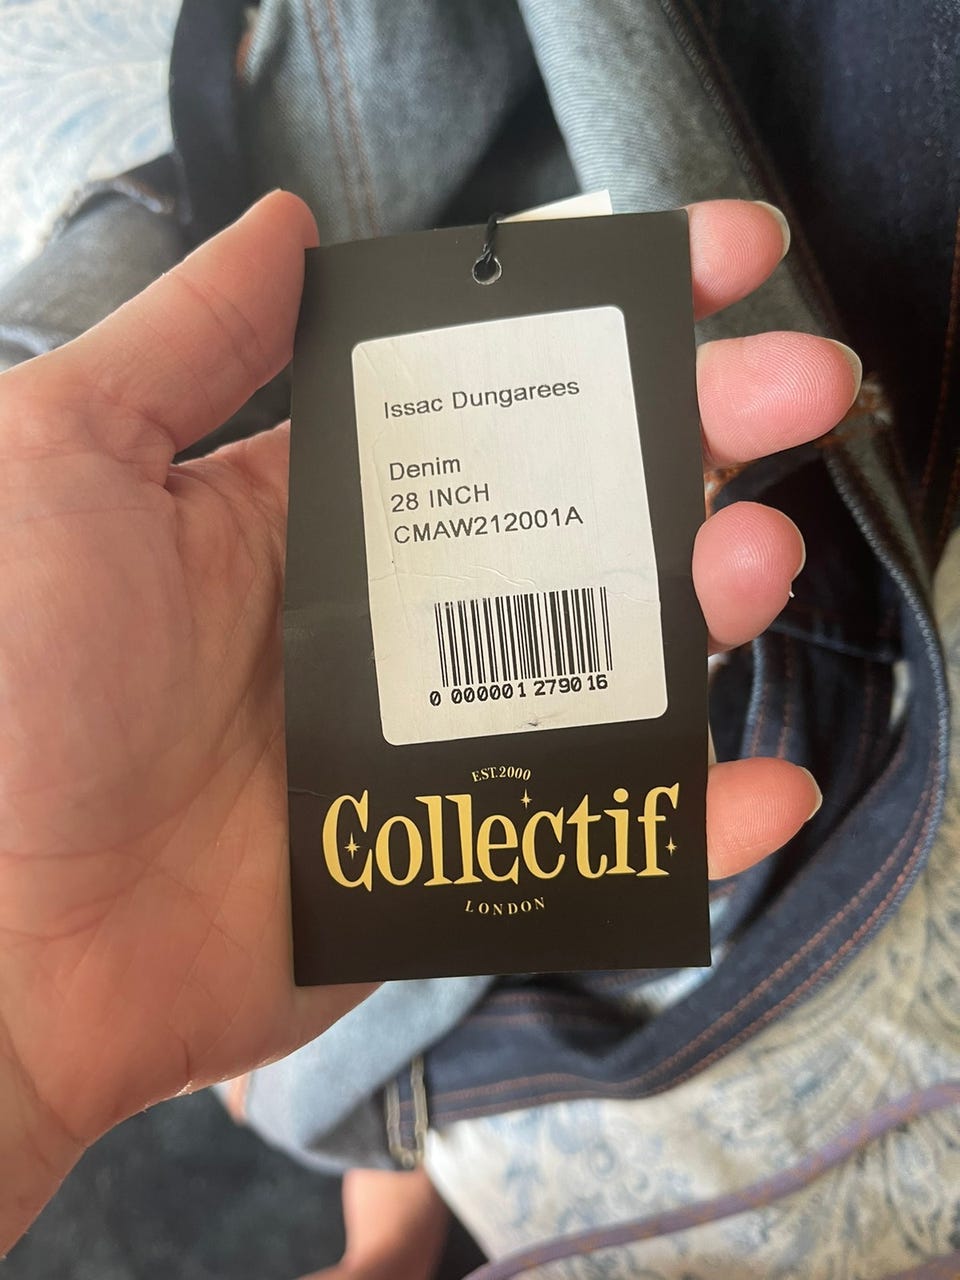 Issac Dungarees
Denim
28 INCH
CMAW212001A
0 000001 279016
EST.2000
Collectif
LONDON